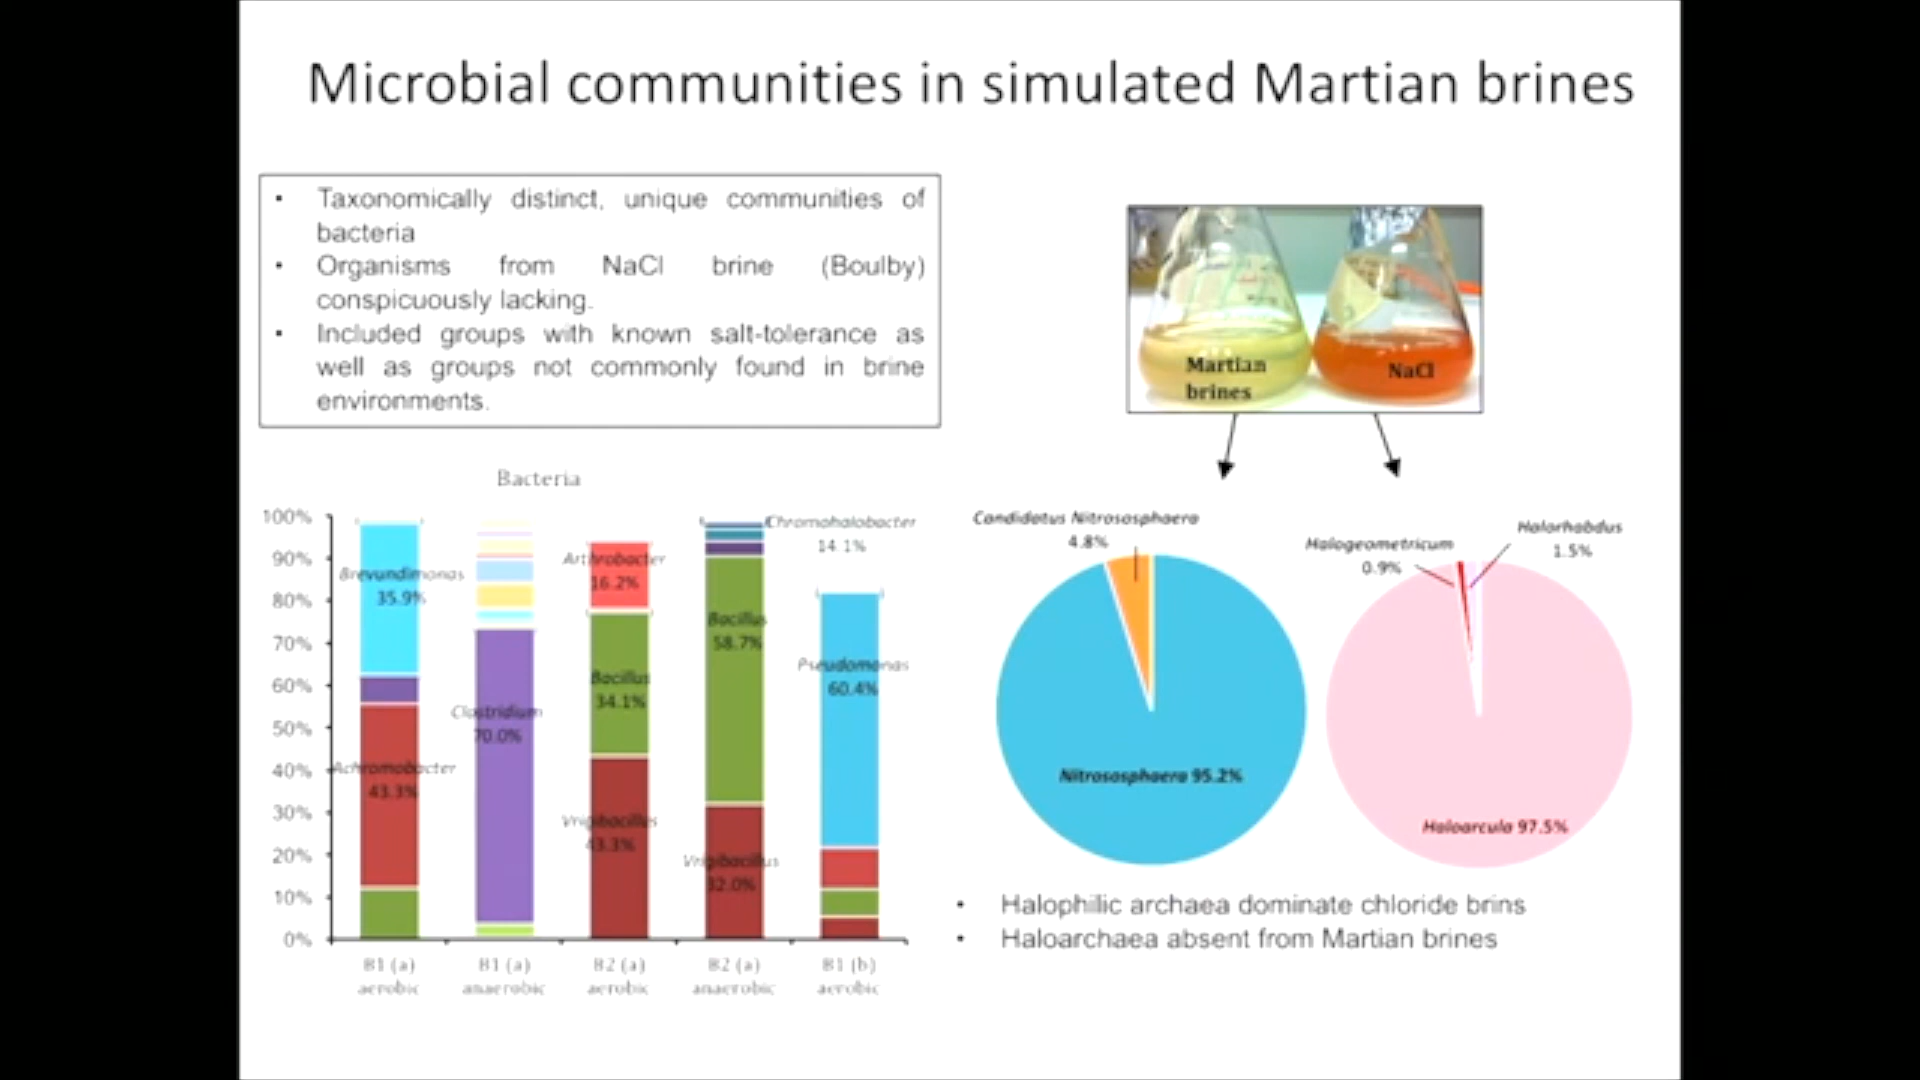 Microbial communities in simulated Martian brines
• Taxonomically distinct, unique communities of
bacteria
• Organisms from NaCl brine (Boulby)
conspicuously lacking.
• Included groups with known salt-tolerance as
well as groups not commonly found in brine
environments.
Martian
brines
NaCl
Bacteria
100%
90%
80%
70%
60%
50%
40%
30%
20%
10%
0%
Brevundimonas
35.9%
Achromobacter
43.3%
Clostridium
70.0%
Arthrobacter
16.2%
Bacillus
34.1%
Vrigibacillus
43.3%
Bacillus
58.7%
Vrigibacillus
32.0%
Chromohalobacter
14.1%
Pseudomonas
60.4%
B1 (a)
aerobic
B1 (a)
anaerobic
B2 (a)
aerobic
B2 (a)
anaerobic
B1 (b)
aerobic
Candidatus Nitrososphaera
4.8%
Nitrososphaera 95.2%
Halogeometricum
0.9%
Halorhabdus
1.5%
Haloarcula 97.5%
• Halophilic archaea dominate chloride brins
• Haloarchaea absent from Martian brines